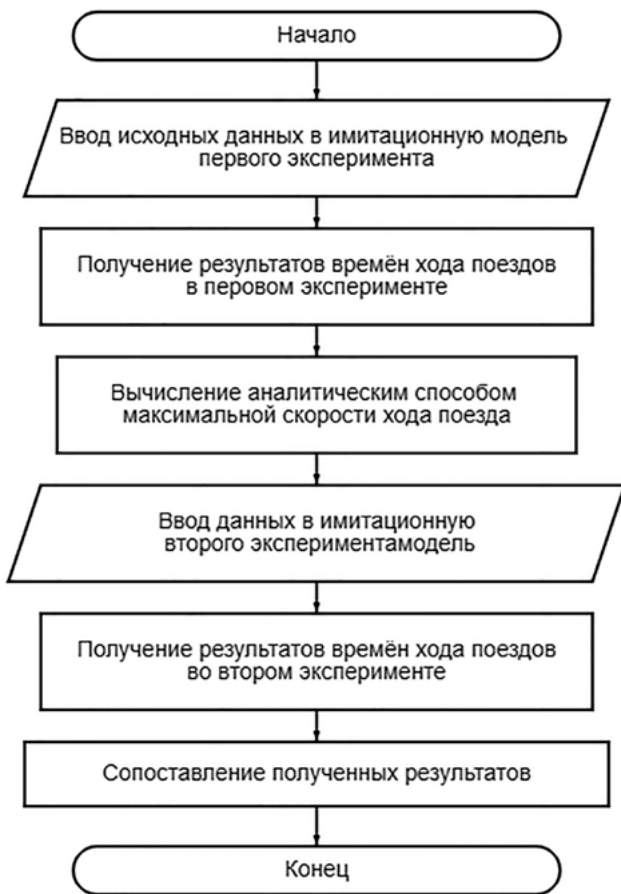 Начало
Ввод исходных данных в имитационную модель
первого эксперимента
Получение результатов времён хода поездов
в перовом эксперименте
Вычисление аналитическим способом
максимальной скорости хода поезда
Ввод данных в имитационную
второго экспериментамодель
Получение результатов времён хода поездов
во втором эксперименте
Сопоставление полученных результатов
Конец